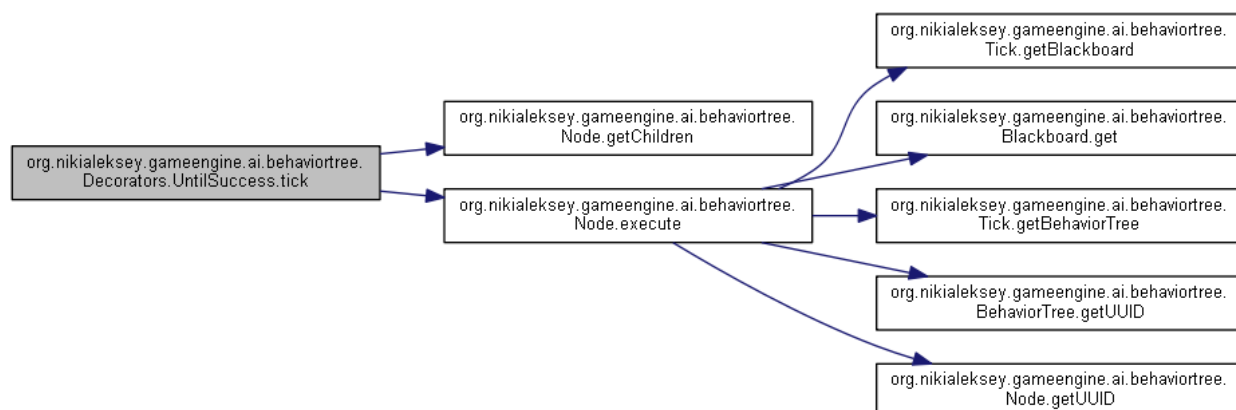 org.nikialeksey.gameengine.ai.behaviortree.
Decorators.UntilSuccess.tick
org.nikialeksey.gameengine.ai.behaviortree.
Node.getChildren
org.nikialeksey.gameengine.ai.behaviortree.
Node.execute
org.nikialeksey.gameengine.ai.behaviortree.
Tick.getBlackboard
org.nikialeksey.gameengine.ai.behaviortree.
Blackboard.get
org.nikialeksey.gameengine.ai.behaviortree.
Tick.getBehaviorTree
org.nikialeksey.gameengine.ai.behaviortree.
BehaviorTree.getUUID
org.nikialeksey.gameengine.ai.behaviortree.
Node.getUUID